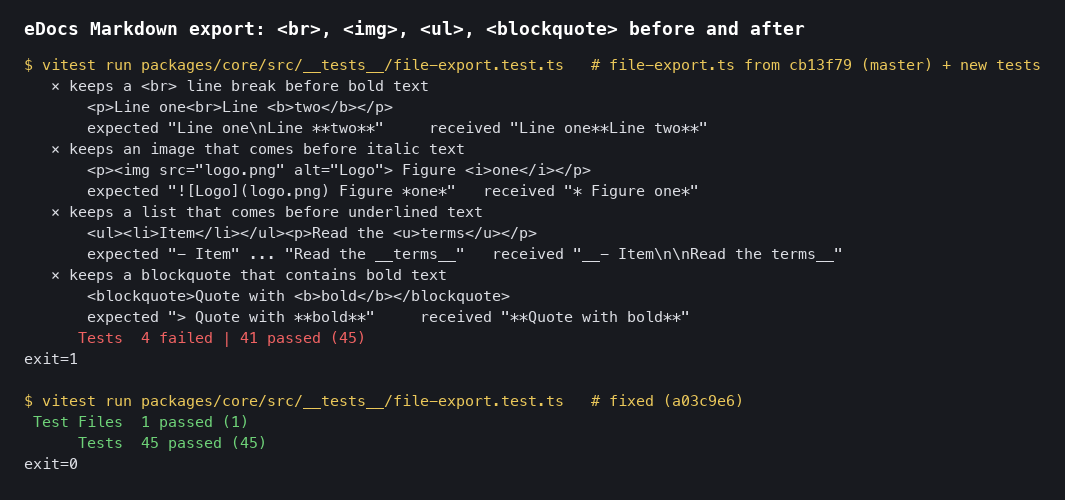 eDocs Markdown export: <br>, <img>, <ul>, <blockquote> before and after
$ vitest run packages/core/src/__tests__/file-export.test.ts   # file-export.ts from cb13f79 (master) + new tests
× keeps a <br> line break before bold text
<p>Line one<br>Line <b>two</b></p>
expected "Line one\nLine **two**"     received "Line one**Line two**"
× keeps an image that comes before italic text
<p><img src="logo.png" alt="Logo"> Figure <i>one</i></p>
expected "![Logo](logo.png) Figure *one*"   received "* Figure one*"
× keeps a list that comes before underlined text
<ul><li>Item</li></ul><p>Read the <u>terms</u></p>
expected "- Item" ... "Read the __terms__"   received "__- Item\n\nRead the terms__"
× keeps a blockquote that contains bold text
<blockquote>Quote with <b>bold</b></blockquote>
expected "> Quote with **bold**"     received "**Quote with bold**"
Tests  4 failed | 41 passed (45)
exit=1
$ vitest run packages/core/src/__tests__/file-export.test.ts   # fixed (a03c9e6)
Test Files  1 passed (1)
Tests  45 passed (45)
exit=0